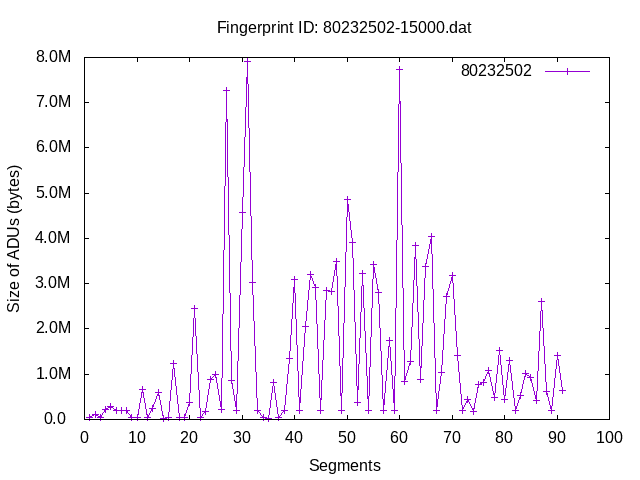 Fingerprint ID: 80232502-15000.dat
80232502
8.0M
7.0M
6.0M
5.0M
4.0M
3.0M
2.0M
1.0M
0.0
Size of ADUs (bytes)
0 10 20 30 40 50 60 70 80 90 100
Segments